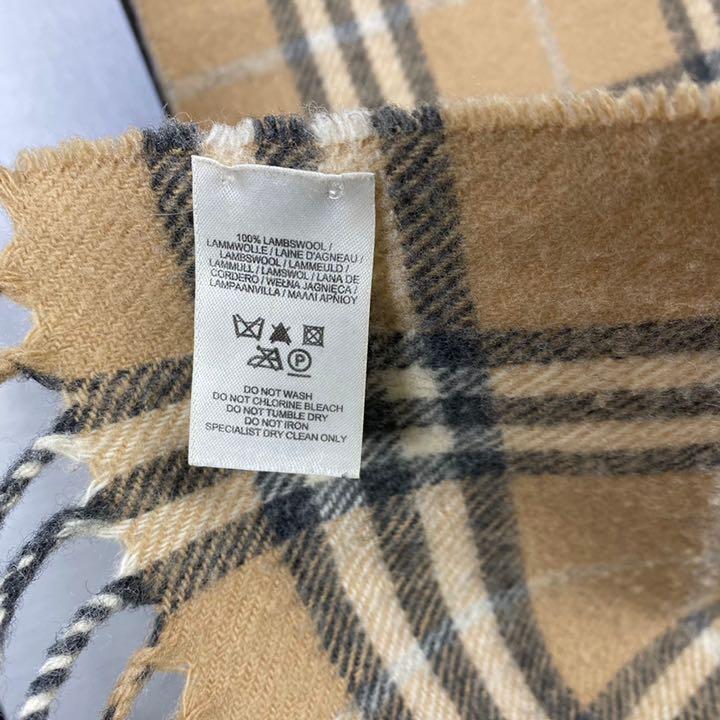 100% LAMBSWOOL /
LAMMWOLLE / LAINE D'AGNEAU /
LAMBSWOOL / LAMMEULD /
LAMMULL / LAMSWOL / LANA DE
CORDERO / WEŁNA JAGNIĘCA /
LAMPAANVILLA / ΜΑΛΛΙ ΑΡΝΙΟΥ
P
DO NOT WASH
DO NOT CHLORINE BLEACH
DO NOT TUMBLE DRY
DO NOT IRON
SPECIALIST DRY CLEAN ONLY